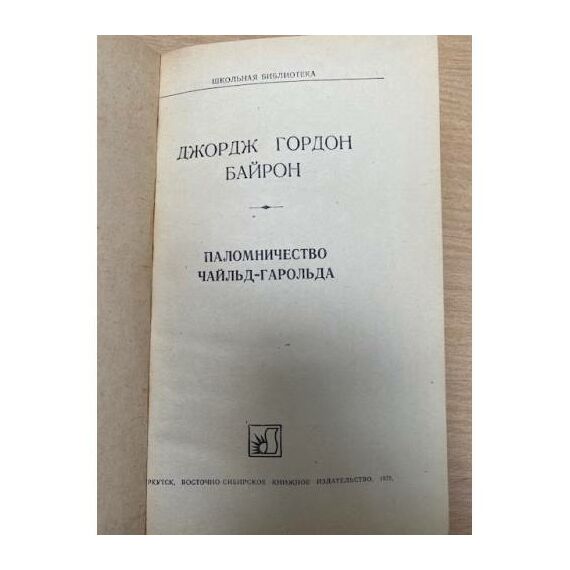 ШКОЛЬНАЯ БИБЛИОТЕКА
ДЖОРДЖ ГОРДОН
БАЙРОН
ПАЛОМНИЧЕСТВО
ЧАЙЛЬД-ГАРОЛЬДА
РКУТСК, ВОСТОЧНО-СИБИРСКОЕ КНИЖНОЕ ИЗДАТЕЛЬСТВО,